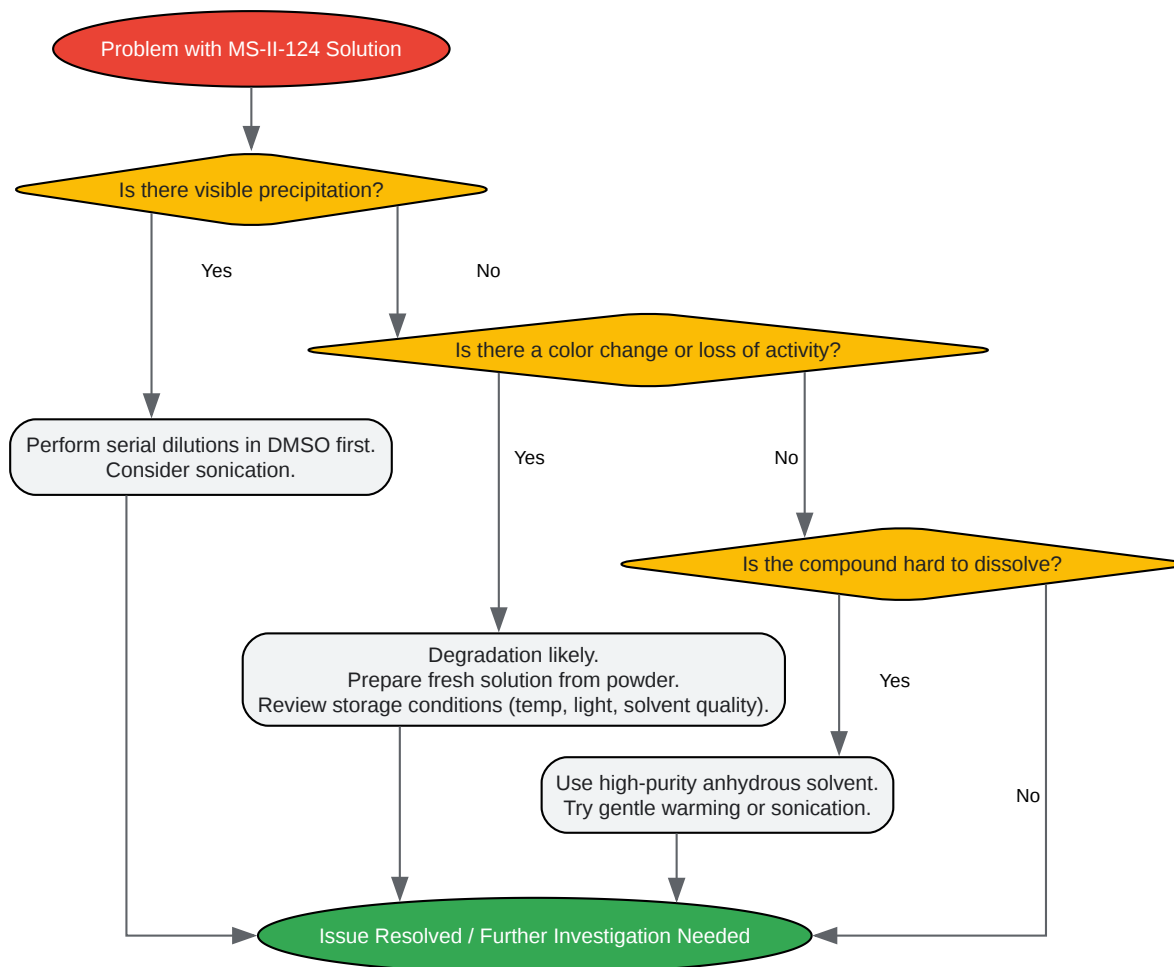 Problem with MS-II-124 Solution
Is there visible precipitation?
Yes
No
Is there a color change or loss of activity?
Perform serial dilutions in DMSO first.
Consider sonication.
Yes
No
Is the compound hard to dissolve?
Degradation likely.
Prepare fresh solution from powder.
Review storage conditions (temp, light, solvent quality).
Yes
Use high-purity anhydrous solvent.
Try gentle warming or sonication.
No
Issue Resolved / Further Investigation Needed